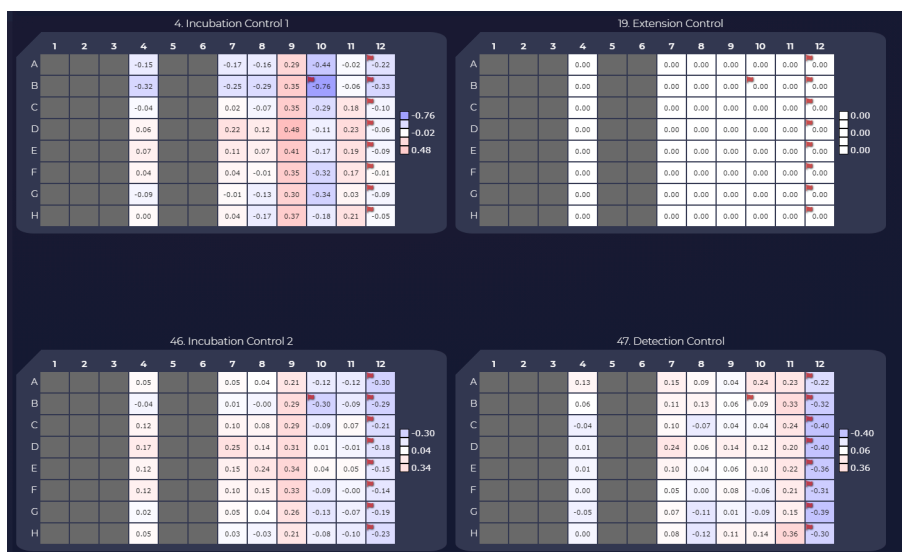 4. Incubation Control 1
1 2 3 4 5 6 7 8 9 10 11 12
A -0.15 -0.17 -0.16 0.29 -0.44 -0.02 -0.22
B -0.32 -0.25 -0.29 0.35 -0.76 -0.06 -0.33
C -0.04 0.02 -0.07 0.35 -0.29 0.18 -0.10
D 0.06 0.22 0.12 0.48 -0.11 0.23 -0.06
E 0.07 0.11 0.07 0.41 -0.17 0.19 -0.09
F 0.04 0.04 -0.01 0.35 -0.32 0.17 -0.01
G -0.09 -0.01 -0.13 0.30 -0.34 0.03 -0.09
H 0.00 0.04 -0.17 0.37 -0.18 0.21 -0.05
-0.76
-0.02
0.48
19. Extension Control
1 2 3 4 5 6 7 8 9 10 11 12
A 0.00 0.00 0.00 0.00 0.00 0.00 0.00
B 0.00 0.00 0.00 0.00 0.00 0.00 0.00
C 0.00 0.00 0.00 0.00 0.00 0.00 0.00
D 0.00 0.00 0.00 0.00 0.00 0.00 0.00
E 0.00 0.00 0.00 0.00 0.00 0.00 0.00
F 0.00 0.00 0.00 0.00 0.00 0.00 0.00
G 0.00 0.00 0.00 0.00 0.00 0.00 0.00
H 0.00 0.00 0.00 0.00 0.00 0.00 0.00
0.00
0.00
0.00
46. Incubation Control 2
1 2 3 4 5 6 7 8 9 10 11 12
A 0.05 0.05 0.04 0.21 -0.12 -0.12 -0.30
B -0.04 0.01 -0.00 0.29 -0.30 -0.09 -0.29
C 0.12 0.10 0.08 0.29 -0.09 0.07 -0.21
D 0.17 0.25 0.14 0.31 0.01 -0.01 -0.18
E 0.12 0.15 0.24 0.34 0.04 0.05 -0.15
F 0.12 0.10 0.15 0.33 -0.09 -0.00 -0.14
G 0.02 0.05 0.04 0.26 -0.13 -0.07 -0.19
H 0.05 0.03 -0.03 0.21 -0.08 -0.10 -0.23
-0.30
0.04
0.34
47. Detection Control
1 2 3 4 5 6 7 8 9 10 11 12
A 0.13 0.15 0.09 0.04 0.24 0.23 -0.22
B 0.06 0.11 0.13 0.06 0.09 0.33 -0.32
C -0.04 0.10 -0.07 0.04 0.04 0.24 -0.40
D 0.01 0.24 0.06 0.14 0.12 0.20 -0.40
E 0.01 0.10 0.04 0.06 0.10 0.22 -0.36
F 0.00 0.05 0.00 0.08 -0.06 0.21 -0.31
G -0.05 0.07 -0.11 0.01 -0.09 0.15 -0.39
H 0.00 0.08 -0.12 0.11 0.14 0.36 -0.30
-0.40
0.06
0.36